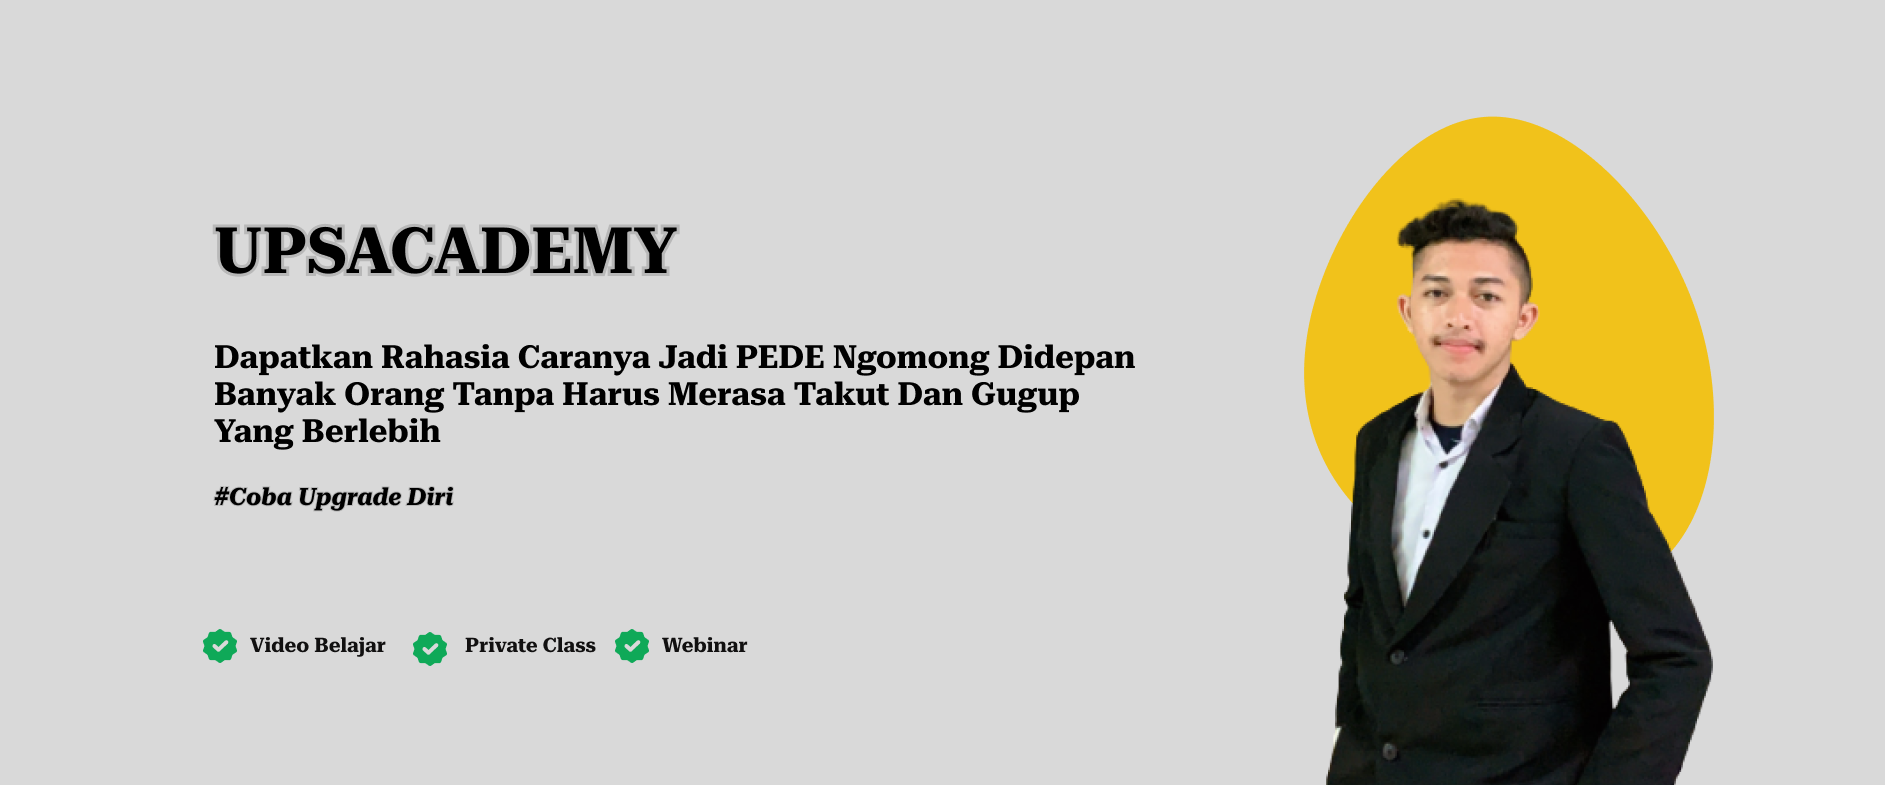 UPSACADEMY
Dapatkan Rahasia Caranya Jadi PEDE Ngomong Didepan
Banyak Orang Tanpa Harus Merasa Takut Dan Gugup
Yang Berlebih
#Coba Upgrade Diri
Video Belajar Private Class Webinar